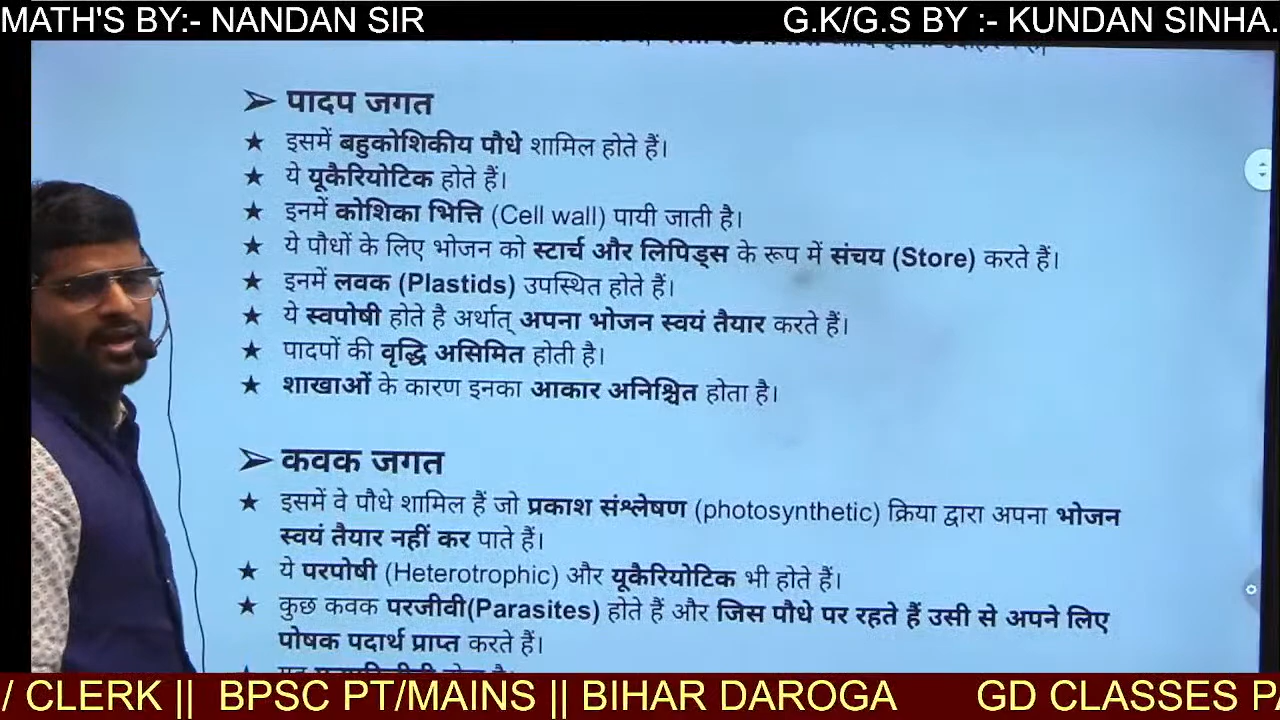 MATH'S BY:- NANDAN SIR
G.K/G.S BY :- KUNDAN SINHA.
➢ पादप जगत
★ इसमें बहुकोशिकीय पौधे शामिल होते हैं।
★ ये यूकैरियोटिक होते हैं।
★ इनमें कोशिका भित्ति (Cell wall) पायी जाती है।
★ ये पौधों के लिए भोजन को स्टार्च और लिपिड्स के रूप में संचय (Store) करते हैं।
★ इनमें लवक (Plastids) उपस्थित होते हैं।
★ ये स्वपोषी होते है अर्थात् अपना भोजन स्वयं तैयार करते हैं।
★ पादपों की वृद्धि असिमित होती है।
★ शाखाओं के कारण इनका आकार अनिश्चित होता है।
➢ कवक जगत
★ इसमें वे पौधे शामिल हैं जो प्रकाश संश्लेषण (photosynthetic) क्रिया द्वारा अपना भोजन
स्वयं तैयार नहीं कर पाते हैं।
★ ये परपोषी (Heterotrophic) और यूकैरियोटिक भी होते हैं।
★ कुछ कवक परजीवी(Parasites) होते हैं और जिस पौधे पर रहते हैं उसी से अपने लिए
पोषक पदार्थ प्राप्त करते हैं।
/ CLERK || BPSC PT/MAINS || BIHAR DAROGA GD CLASSES PA